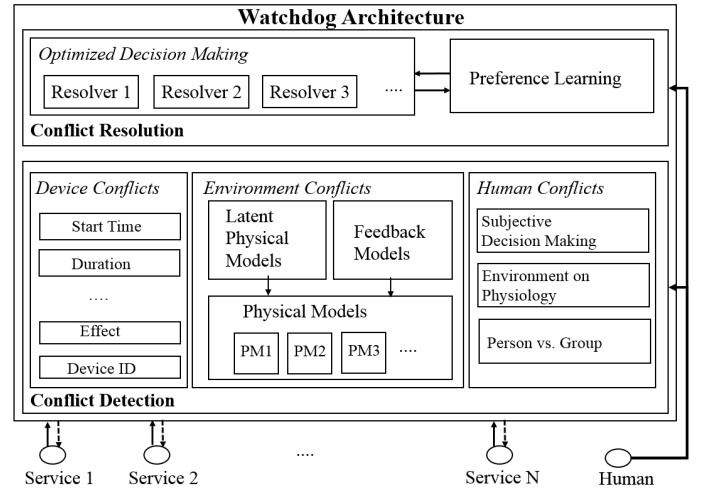 Watchdog Architecture
Optimized Decision Making
Resolver 1
Resolver 2
Resolver 3
....
Preference Learning
Conflict Resolution
Device Conflicts
Start Time
Duration
....
Effect
Device ID
Environment Conflicts
Latent
Physical
Models
Feedback
Models
Physical Models
PM1
PM2
PM3
....
Human Conflicts
Subjective
Decision Making
Environment on
Physiology
Person vs. Group
Conflict Detection
Service 1
Service 2
....
Service N
Human